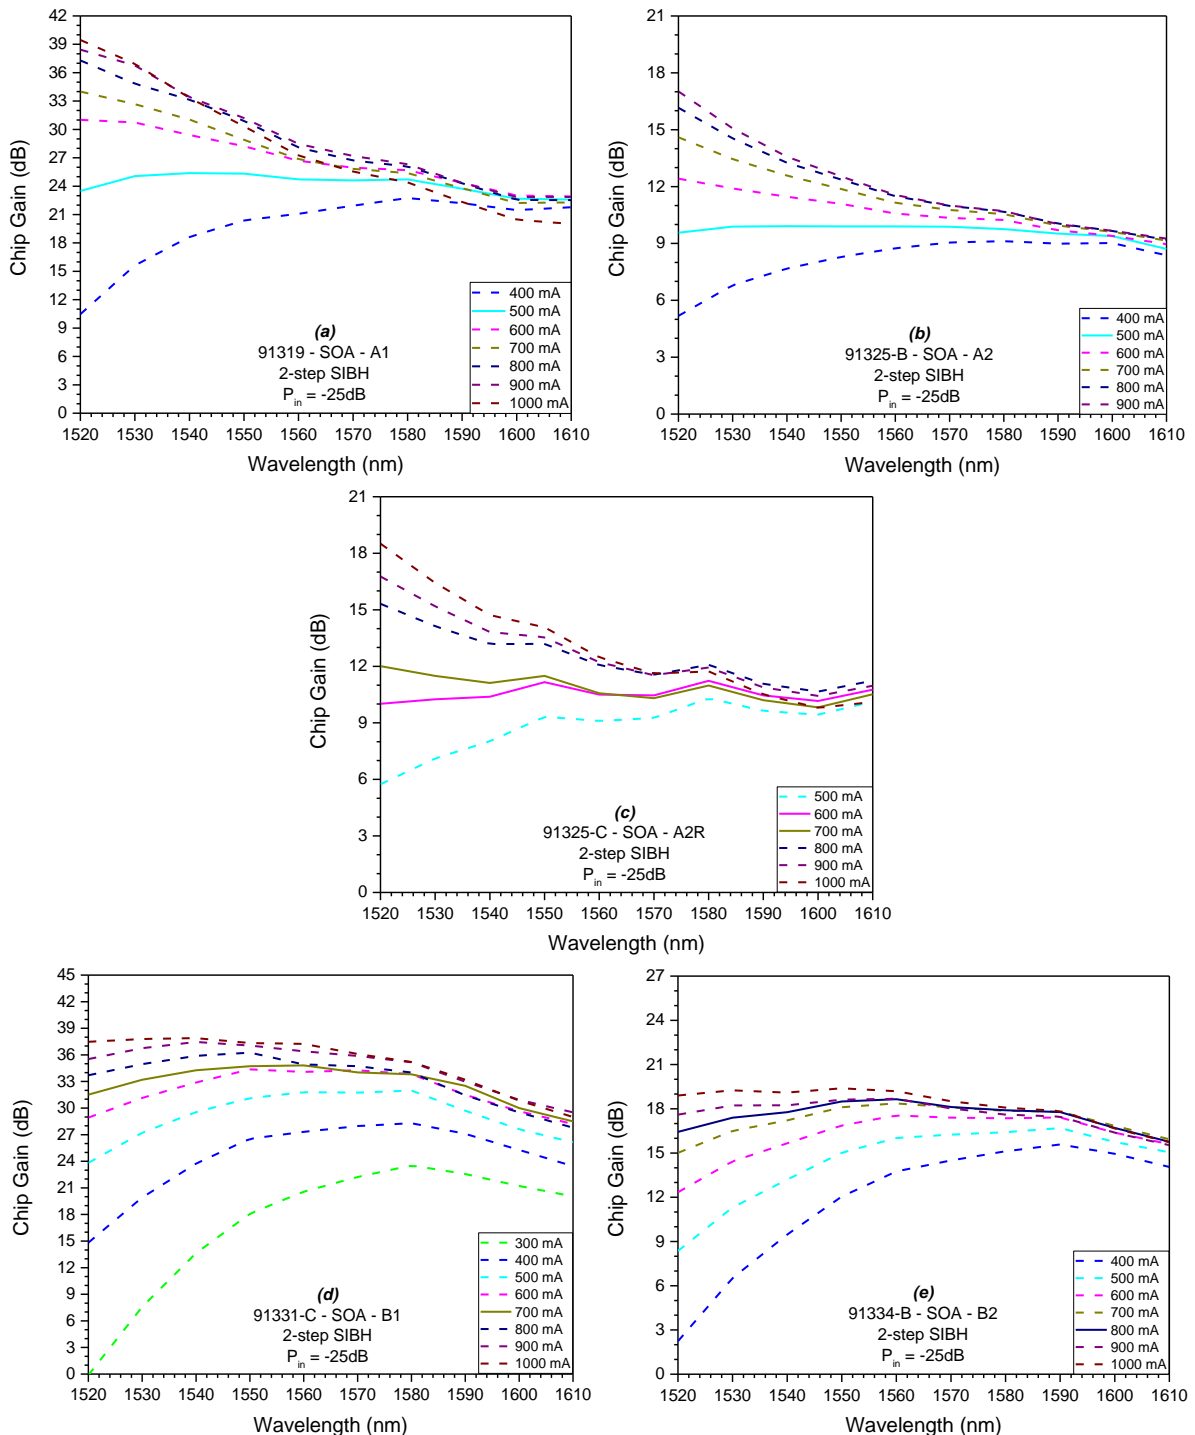 42
39
36
33
30
27
24
21
18
15
12
9
6
3
0
Chip Gain (dB)
1520 1530 1540 1550 1560 1570 1580 1590 1600 1610
Wavelength (nm)
(a)
91319 - SOA - A1
2-step SIBH
Pin = -25dB
400 mA
500 mA
600 mA
700 mA
800 mA
900 mA
1000 mA
21
18
15
12
9
6
3
0
Chip Gain (dB)
1520 1530 1540 1550 1560 1570 1580 1590 1600 1610
Wavelength (nm)
(b)
91325-B - SOA - A2
2-step SIBH
Pin = -25dB
400 mA
500 mA
600 mA
700 mA
800 mA
900 mA
21
18
15
12
9
6
3
0
Chip Gain (dB)
1520 1530 1540 1550 1560 1570 1580 1590 1600 1610
Wavelength (nm)
(c)
91325-C - SOA - A2R
2-step SIBH
Pin = -25dB
500 mA
600 mA
700 mA
800 mA
900 mA
1000 mA
45
42
39
36
33
30
27
24
21
18
15
12
9
6
3
0
Chip Gain (dB)
1520 1530 1540 1550 1560 1570 1580 1590 1600 1610
Wavelength (nm)
(d)
91331-C - SOA - B1
2-step SIBH
Pin = -25dB
300 mA
400 mA
500 mA
600 mA
700 mA
800 mA
900 mA
1000 mA
27
24
21
18
15
12
9
6
3
0
Chip Gain (dB)
1520 1530 1540 1550 1560 1570 1580 1590 1600 1610
Wavelength (nm)
(e)
91334-B - SOA - B2
2-step SIBH
Pin = -25dB
400 mA
500 mA
600 mA
700 mA
800 mA
900 mA
1000 mA